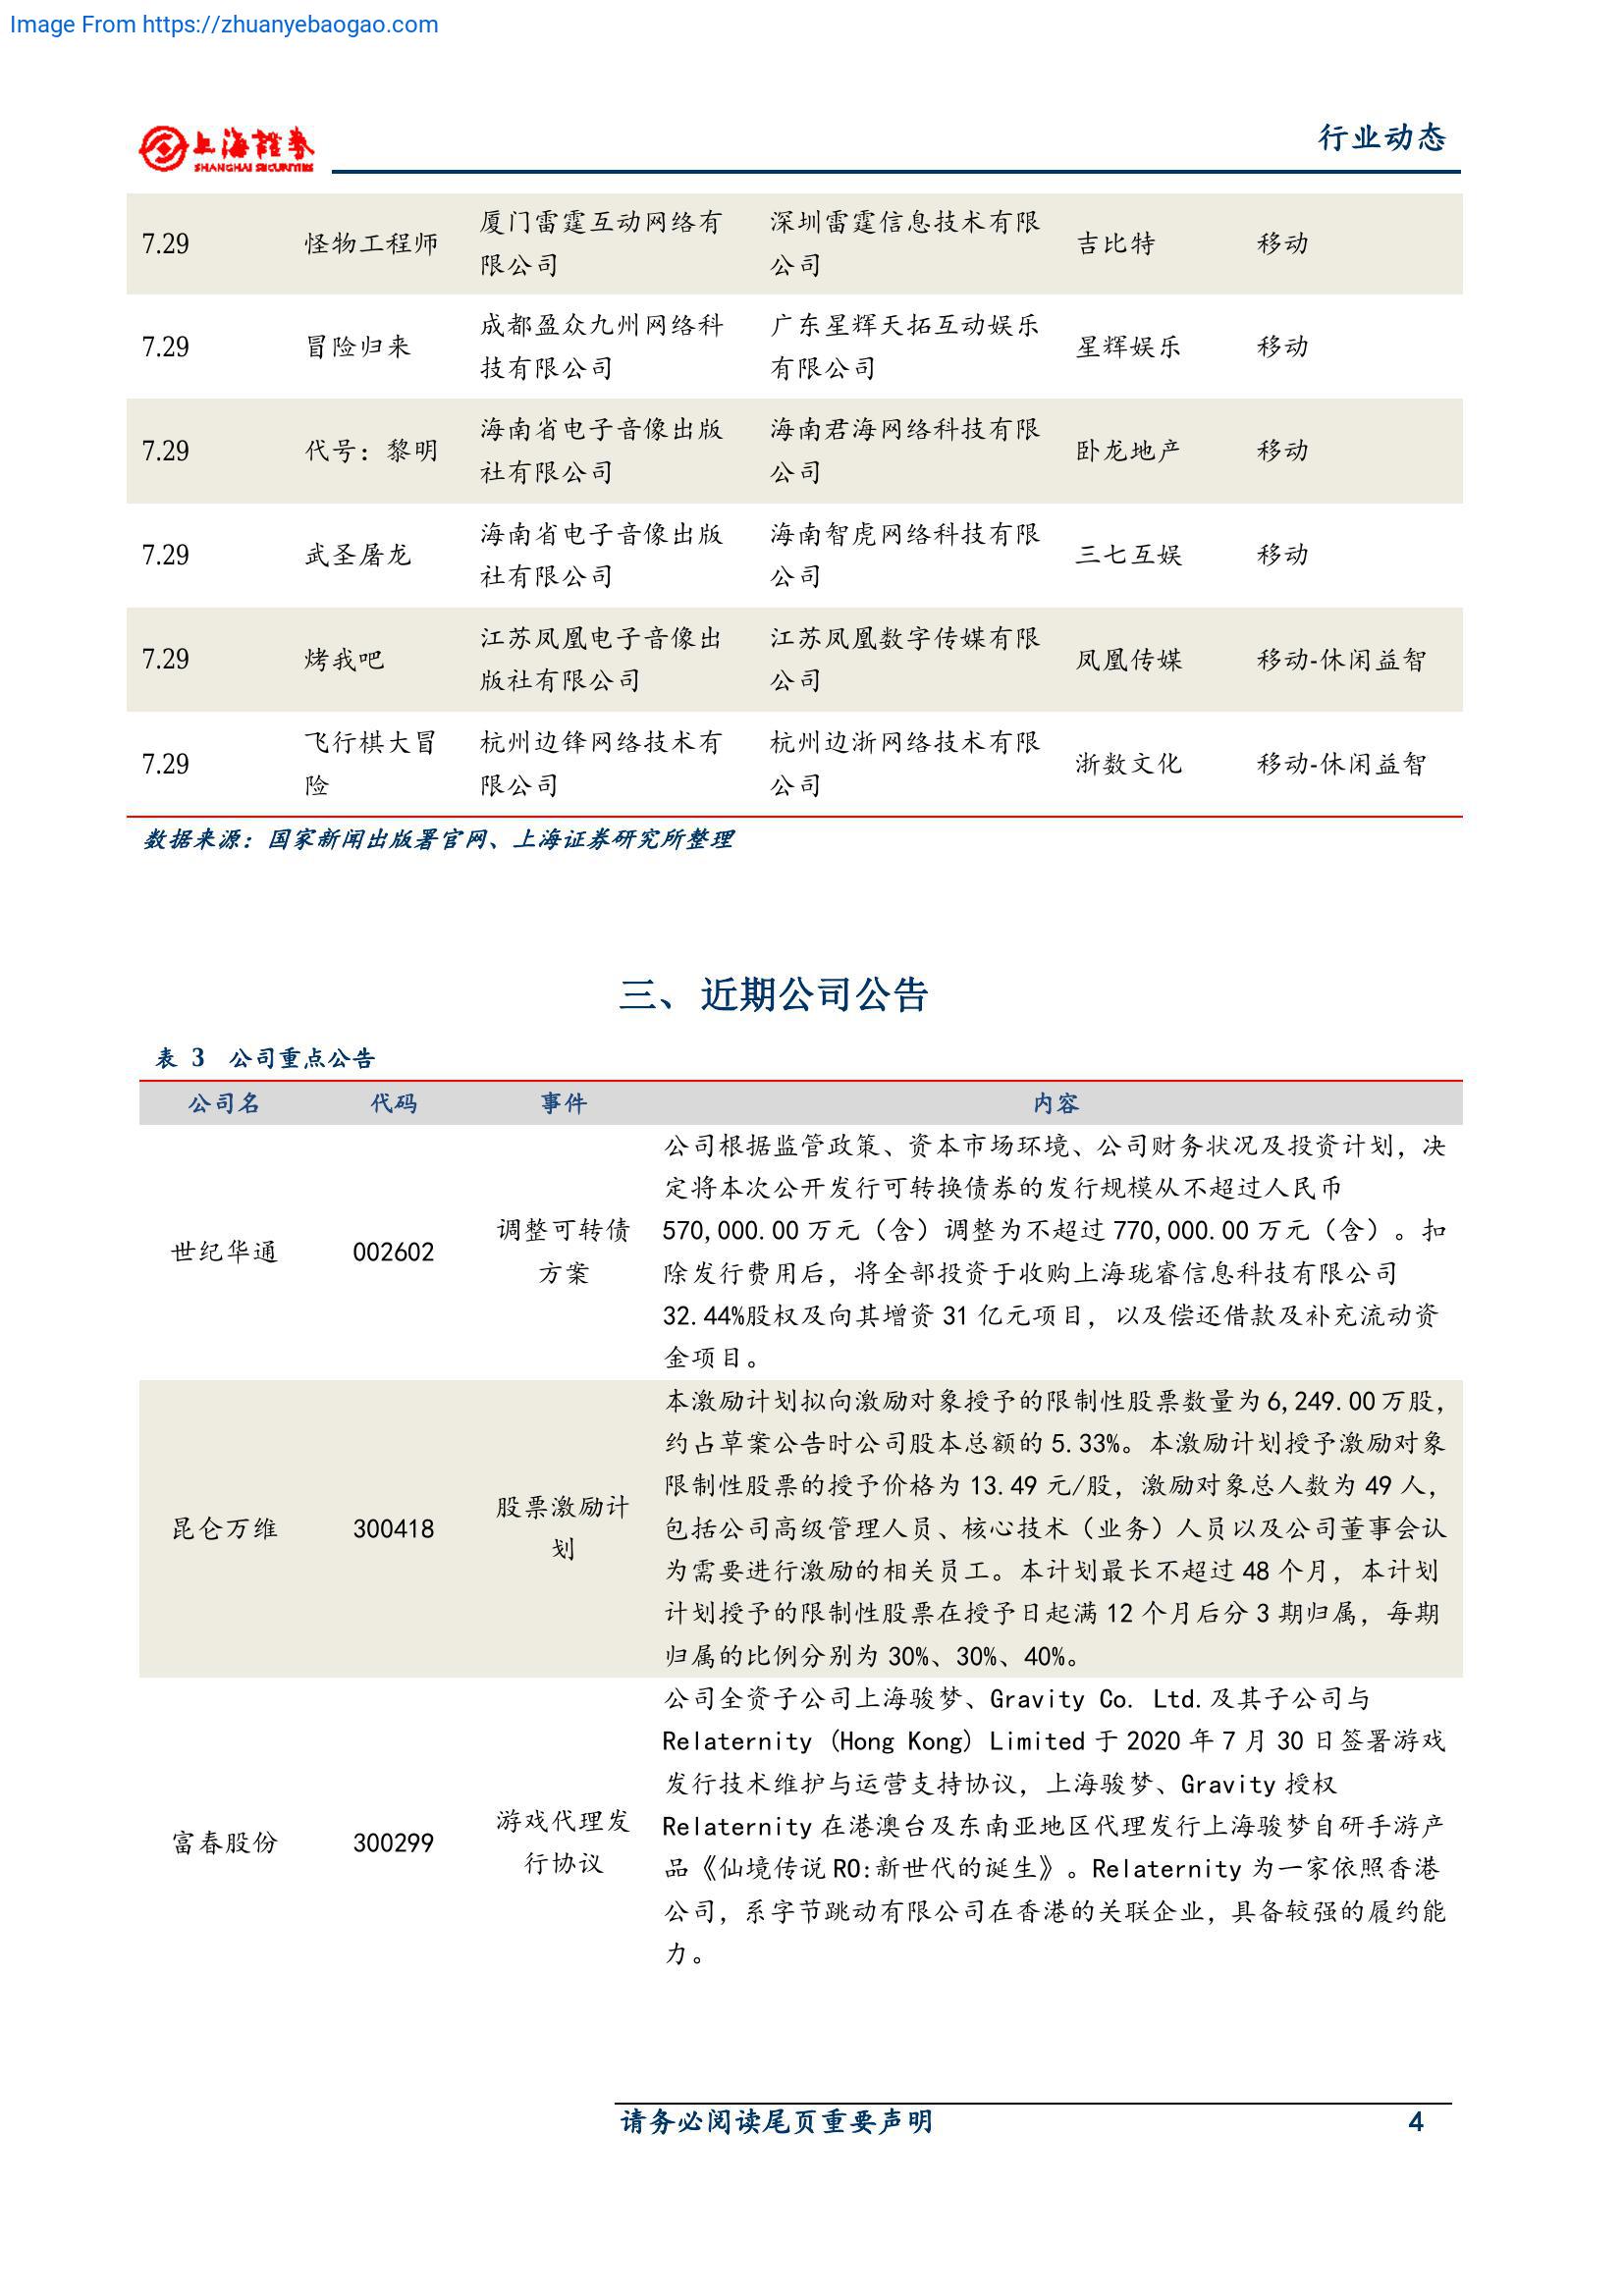 Image From https://zhuanyebaogao.com
上海證券
SHANGHAI SECURITIES
行业动态
7.29 怪物工程师 厦门雷霆互动网络有限公司 深圳雷霆信息技术有限公司 吉比特 移动
7.29 冒险归来 成都盈众九州网络科技有限公司 广东星辉天拓互动娱乐有限公司 星辉娱乐 移动
7.29 代号：黎明 海南省电子音像出版社有限公司 海南君海网络科技有限公司 卧龙地产 移动
7.29 武圣屠龙 海南省电子音像出版社有限公司 海南智虎网络科技有限公司 三七互娱 移动
7.29 烤我吧 江苏凤凰电子音像出版社有限公司 江苏凤凰数字传媒有限公司 凤凰传媒 移动-休闲益智
7.29 飞行棋大冒险 杭州边锋网络技术有限公司 杭州边浙网络技术有限公司 浙数文化 移动-休闲益智
数据来源：国家新闻出版署官网、上海证券研究所整理
三、近期公司公告
表 3 公司重点公告
公司名 代码 事件 内容
世纪华通 002602 调整可转债方案
公司根据监管政策、资本市场环境、公司财务状况及投资计划，决
定将本次公开发行可转换债券的发行规模从不超过人民币
570,000.00 万元（含）调整为不超过 770,000.00 万元（含）。扣
除发行费用后，将全部投资于收购上海珑睿信息科技有限公司
32.44%股权及向其增资 31 亿元项目，以及偿还借款及补充流动资
金项目。
昆仑万维 300418 股票激励计划
本激励计划拟向激励对象授予的限制性股票数量为 6,249.00 万股，
约占草案公告时公司股本总额的 5.33%。本激励计划授予激励对象
限制性股票的授予价格为 13.49 元/股，激励对象总人数为 49 人，
包括公司高级管理人员、核心技术（业务）人员以及公司董事会认
为需要进行激励的相关员工。本计划最长不超过 48 个月，本计划
计划授予的限制性股票在授予日起满 12 个月后分 3 期归属，每期
归属的比例分别为 30%、30%、40%。
富春股份 300299 游戏代理发行协议
公司全资子公司上海骏梦、Gravity Co. Ltd.及其子公司与
Relaternity (Hong Kong) Limited 于 2020 年 7 月 30 日签署游戏
发行技术维护与运营支持协议，上海骏梦、Gravity 授权
Relaternity 在港澳台及东南亚地区代理发行上海骏梦自研手游产
品《仙境传说 RO:新世代的诞生》。Relaternity 为一家依照香港
公司，系字节跳动有限公司在香港的关联企业，具备较强的履约能
力。
请务必阅读尾页重要声明 4